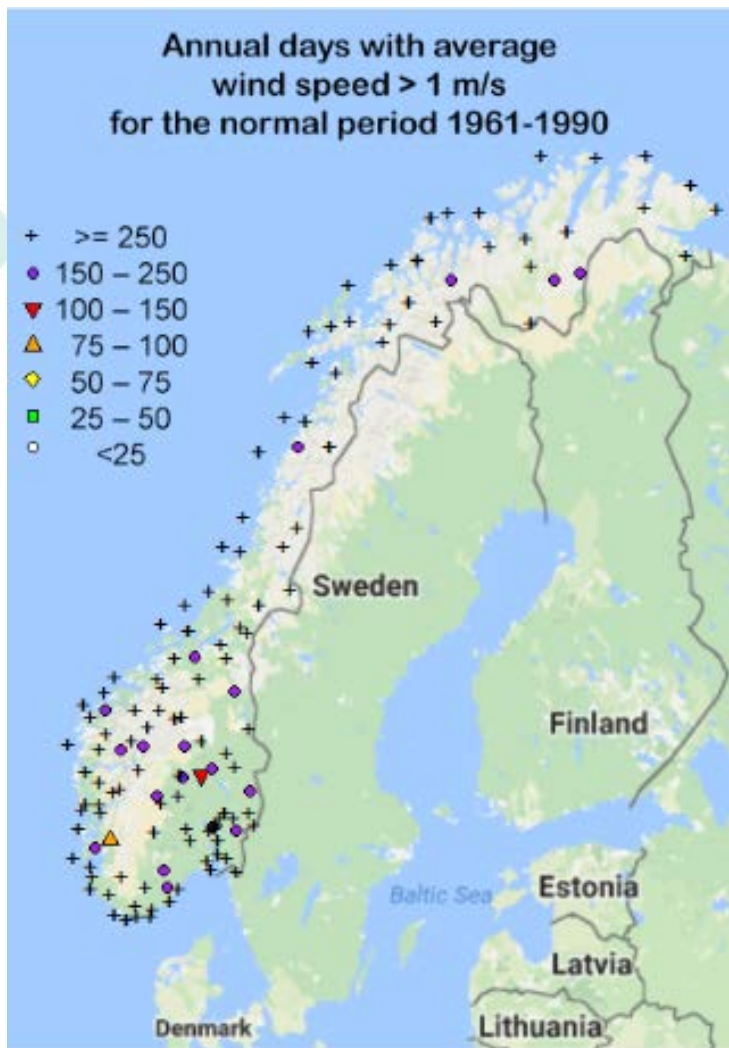 Annual days with average
wind speed > 1 m/s
for the normal period 1961-1990
>= 250
150 – 250
100 – 150
75 – 100
50 – 75
25 – 50
<25
Sweden
Finland
Baltic Sea
Estonia
Latvia
Denmark
Lithuania